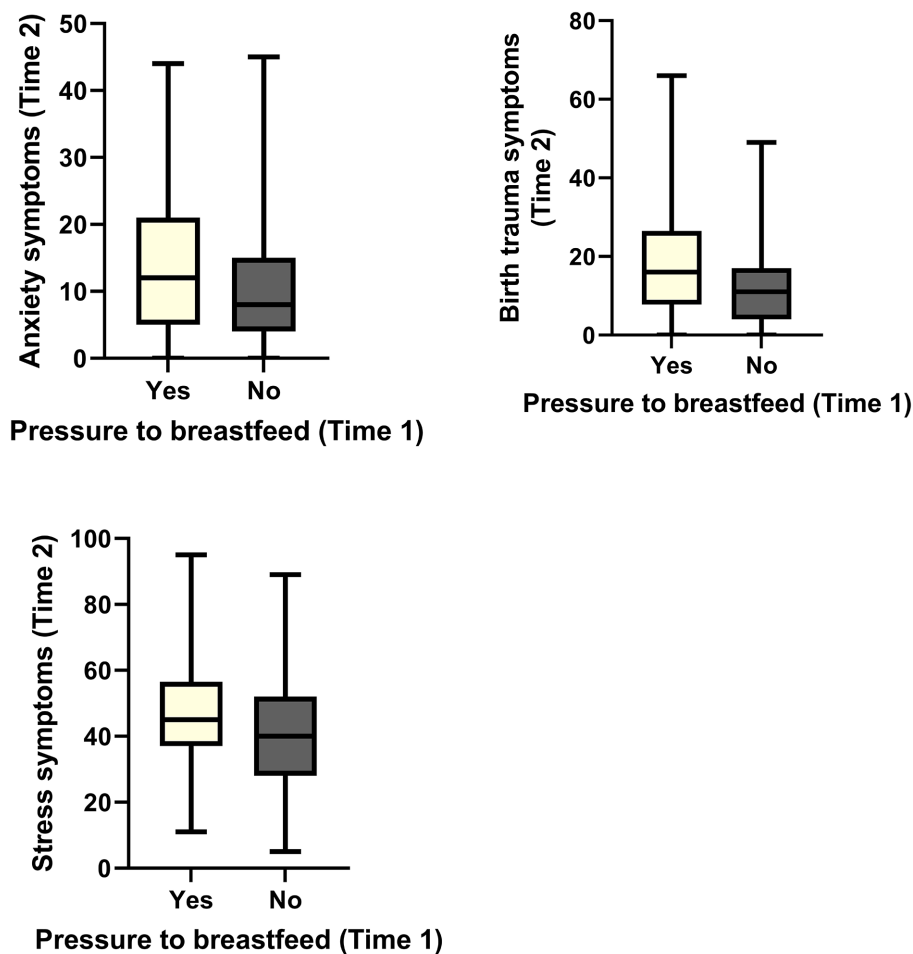 Anxiety symptoms (Time 2)
50
40
30
20
10
0
Yes No
Pressure to breastfeed (Time 1)
Birth trauma symptoms
(Time 2)
80
60
40
20
0
Yes No
Pressure to breastfeed (Time 1)
Stress symptoms (Time 2)
100
80
60
40
20
0
Yes No
Pressure to breastfeed (Time 1)